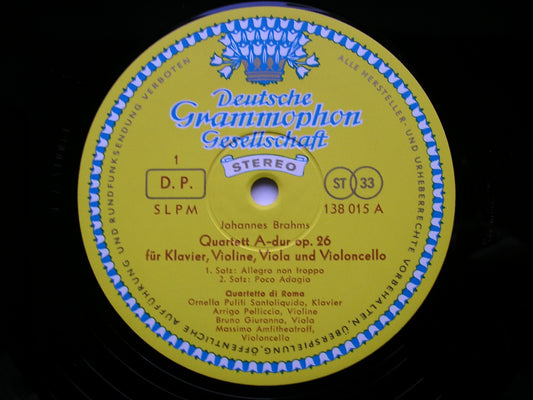 ALLE HERSTELLER- UND URHEBERRECHTE VORBEHALTEN. ÜBERSPIELUNG, ÖFFENTLICHE AUFFÜHRUNG UND RUNDFUNKSENDUNG VERBOTEN
Deutsche
Grammophon
Gesellschaft
STEREO
1
D. P.
ST 33
SLPM
138 015 A
Johannes Brahms
Quartett A-dur op. 26
für Klavier, Violine, Viola und Violoncello
1. Satz: Allegro non troppo
2. Satz: Poco Adagio
Quartetto di Roma
Ornella Puliti Santoliquido, Klavier
Arrigo Pelliccia, Violine
Bruno Giuranna, Viola
Massimo Amfitheatroff,
Violoncello